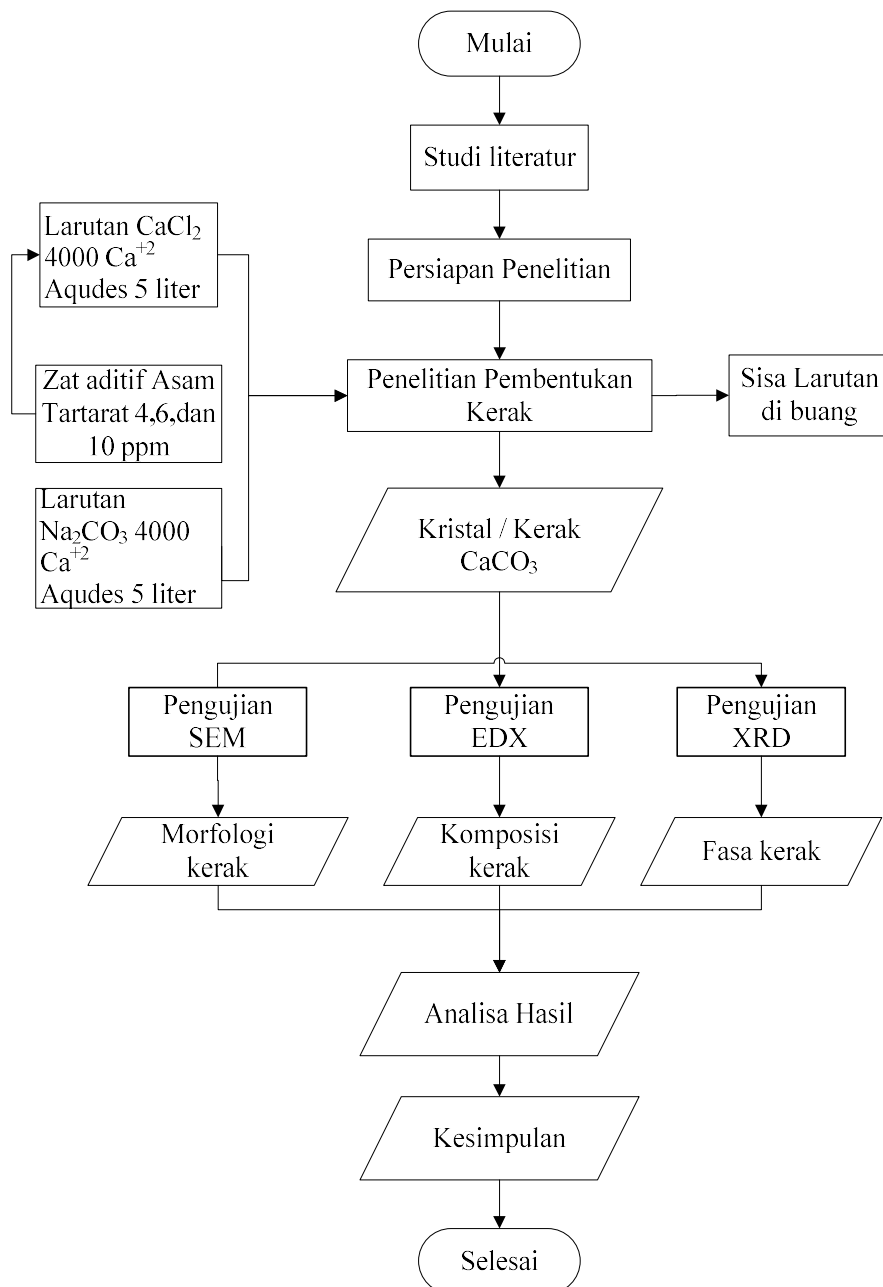 Mulai
Studi literatur
Larutan CaCl₂
4000 Ca⁺²
Aqudes 5 liter
Persiapan Penelitian
Zat aditif Asam
Tartarat 4,6,dan
10 ppm
Penelitian Pembentukan
Kerak
Sisa Larutan
di buang
Larutan
Na₂CO₃ 4000
Ca⁺²
Aqudes 5 liter
Kristal / Kerak
CaCO₃
Pengujian
SEM
Pengujian
EDX
Pengujian
XRD
Morfologi
kerak
Komposisi
kerak
Fasa kerak
Analisa Hasil
Kesimpulan
Selesai